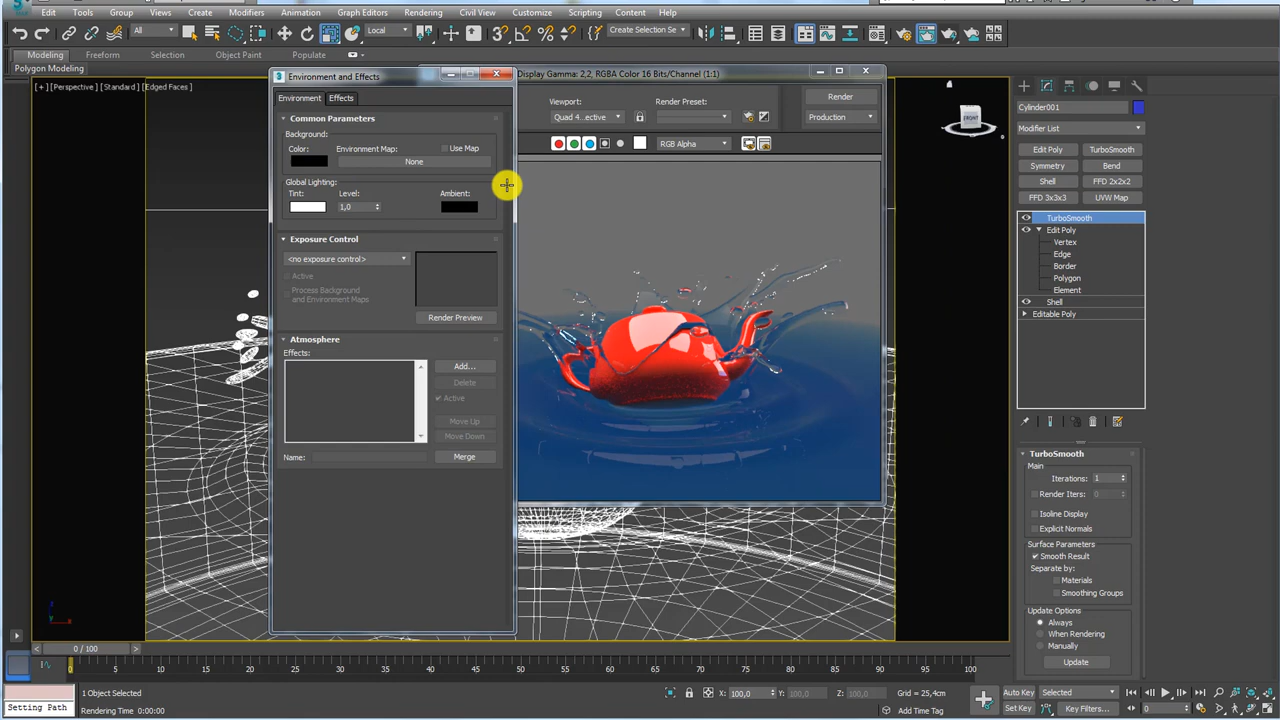 Edit Tools Group Views Create Modifiers Animation Graph Editors Rendering Civil View Customize Scripting Content Help
All Local Create Selection Se
Modeling Freeform Selection Object Paint Populate
Polygon Modeling
[+] [Perspective] [Standard] [Edged Faces]
3 Environment and Effects
Display Gamma: 2,2, RGBA Color 16 Bits/Channel (1:1)
Environment Effects
Common Parameters
Background:
Color: Environment Map: Use Map
None
Global Lighting:
Tint: Level: Ambient:
1,0
Exposure Control
<no exposure control>
Active
Process Background
and Environment Maps
Render Preview
Atmosphere
Effects:
Add...
Delete
Active
Move Up
Move Down
Name: Merge
Viewport: Render Preset: Render
Quad 4...ective Production
RGB Alpha
FRONT
Cylinder001
Modifier List
Edit Poly TurboSmooth
Symmetry Bend
Shell FFD 2x2x2
FFD 3x3x3 UVW Map
TurboSmooth
Edit Poly
Vertex
Edge
Border
Polygon
Element
Shell
Editable Poly
TurboSmooth
Main
Iterations: 1
Render Iters: 0
Isoline Display
Explicit Normals
Surface Parameters
Smooth Result
Separate by:
Materials
Smoothing Groups
Update Options
Always
When Rendering
Manually
Update
0 / 100
0 5 10 15 20 25 30 35 40 45 50 55 60 65 70 75 80 85 90 95 100
1 Object Selected X: 100,0 Y: 100,0 Z: 100,0 Grid = 25,4cm Auto Key Selected
Setting Path Rendering Time 0:00:00 Add Time Tag Set Key Key Filters... 0